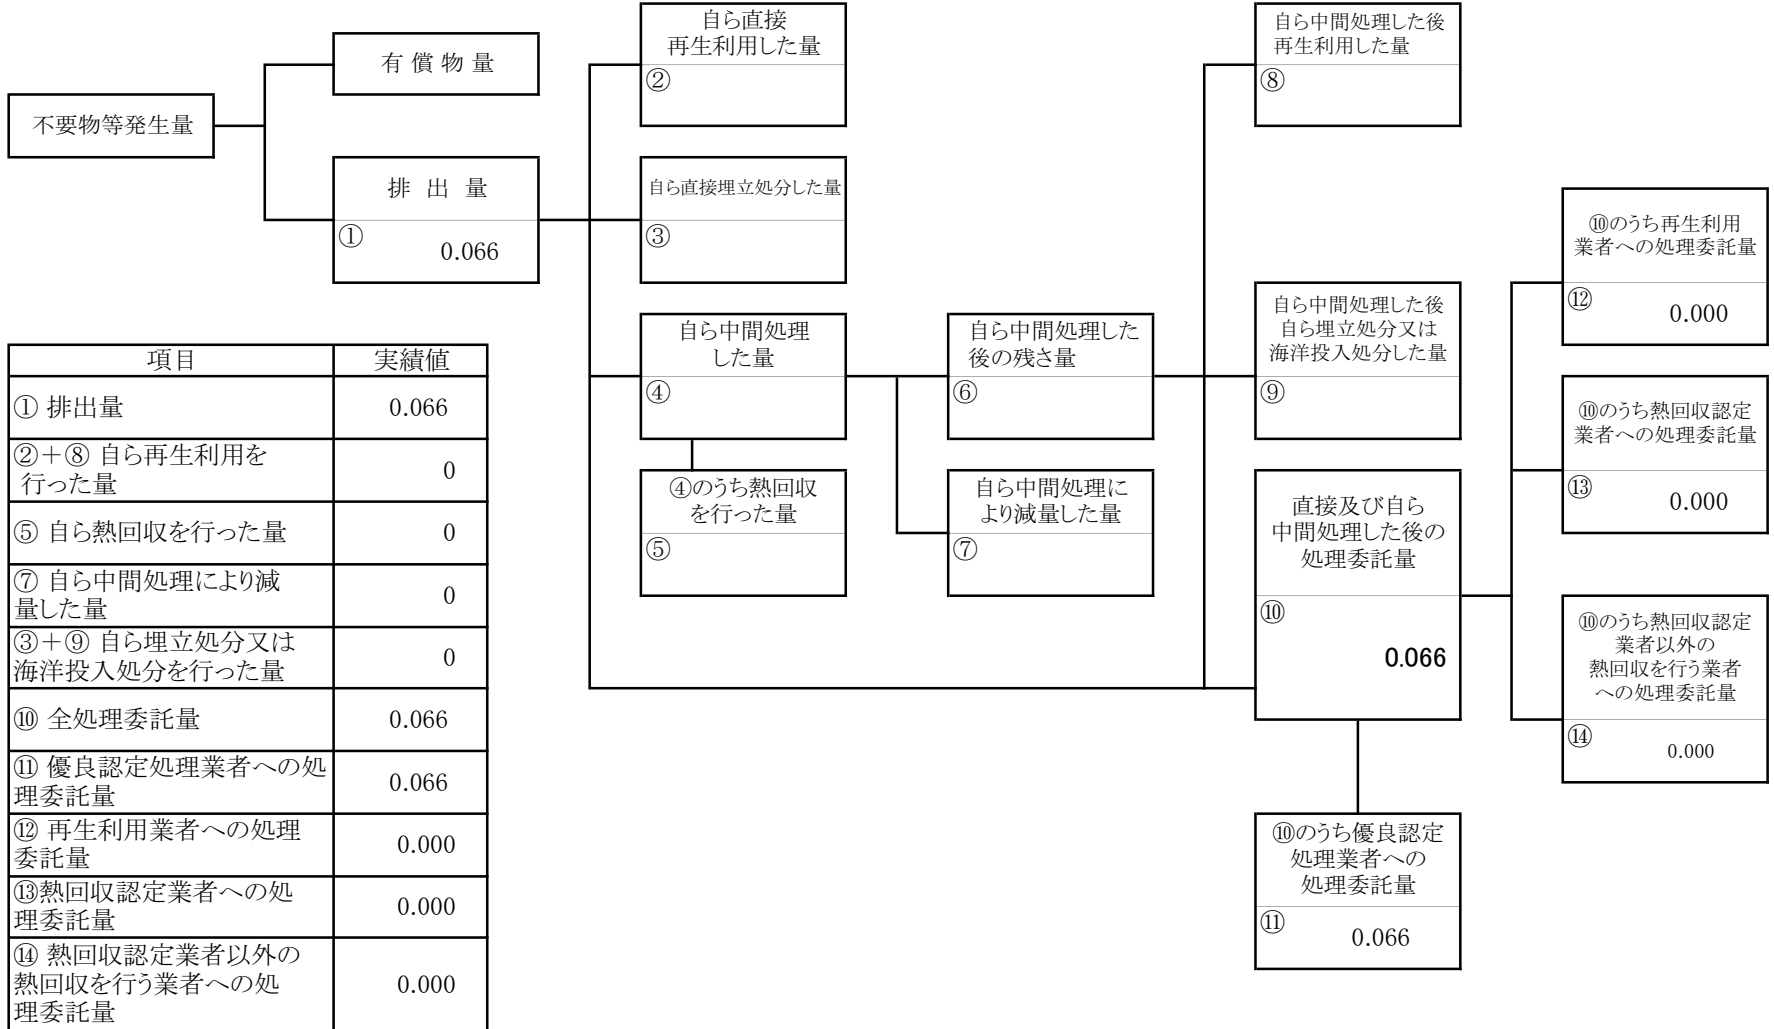 不要物等発生量
有 償 物 量
排 出 量
①
0.066
自ら直接
再生利用した量
②
自ら直接埋立処分した量
③
自ら中間処理
した量
④
④のうち熱回収
を行った量
⑤
自ら中間処理した
後の残さ量
⑥
自ら中間処理に
より減量した量
⑦
自ら中間処理した後
再生利用した量
⑧
自ら中間処理した後
自ら埋立処分又は
海洋投入処分した量
⑨
直接及び自ら
中間処理した後の
処理委託量
⑩
0.066
⑩のうち優良認定
処理業者への
処理委託量
⑪
0.066
⑩のうち再生利用
業者への処理委託量
⑫
0.000
⑩のうち熱回収認定
業者への処理委託量
⑬
0.000
⑩のうち熱回収認定
業者以外の
熱回収を行う業者
への処理委託量
⑭
0.000
項目 実績値
① 排出量 0.066
②+⑧ 自ら再生利用を
行った量 0
⑤ 自ら熱回収を行った量 0
⑦ 自ら中間処理により減
量した量 0
③+⑨ 自ら埋立処分又は
海洋投入処分を行った量 0
⑩ 全処理委託量 0.066
⑪ 優良認定処理業者への処
理委託量 0.066
⑫ 再生利用業者への処理
委託量 0.000
⑬熱回収認定業者への処
理委託量 0.000
⑭ 熱回収認定業者以外の
熱回収を行う業者への処
理委託量 0.000